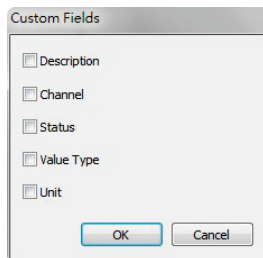 Custom Fields
Description
Channel
Status
Value Type
Unit
OK Cancel